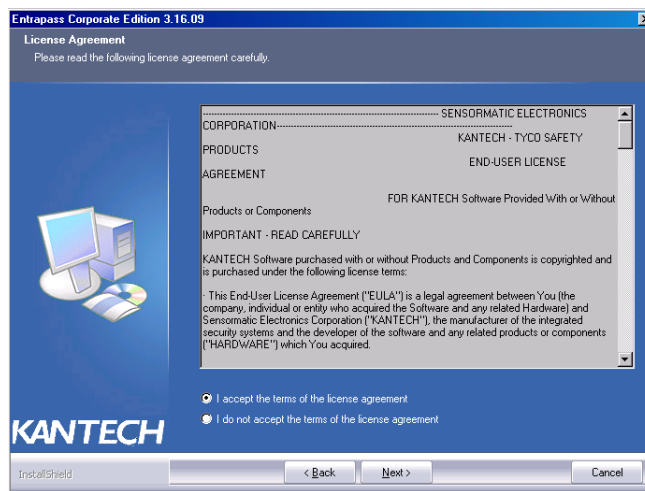 Entrapass Corporate Edition 3.16.09
License Agreement
Please read the following license agreement carefully.
------------------------------------------------------------------------ SENSORMATIC ELECTRONICS
CORPORATION------------------------------------------------------------------------
KANTECH - TYCO SAFETY
PRODUCTS
END-USER LICENSE
AGREEMENT
FOR KANTECH Software Provided With or Without
Products or Components
IMPORTANT - READ CAREFULLY
KANTECH Software purchased with or without Products and Components is copyrighted and
is purchased under the following license terms:
· This End-User License Agreement ("EULA") is a legal agreement between You (the
company, individual or entity who acquired the Software and any related Hardware) and
Sensormatic Electronics Corporation ("KANTECH"), the manufacturer of the integrated
security systems and the developer of the software and any related products or components
("HARDWARE") which You acquired.
I accept the terms of the license agreement
I do not accept the terms of the license agreement
KANTECH
InstallShield
< Back
Next >
Cancel